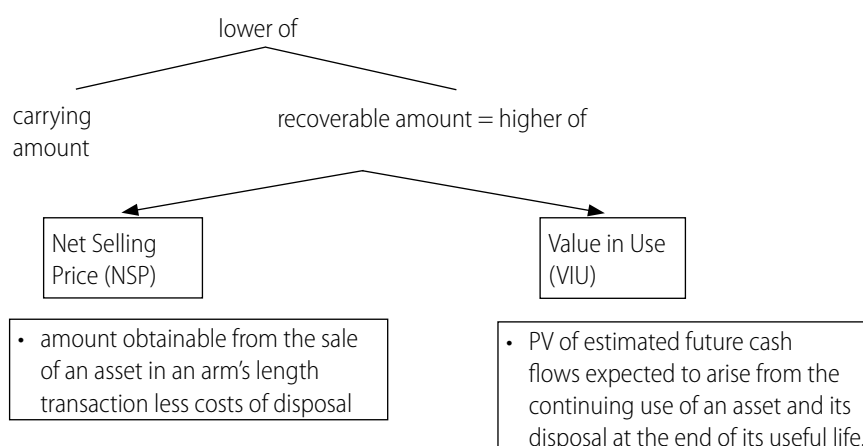 lower of
carrying
amount
recoverable amount = higher of
Net Selling
Price (NSP)
Value in Use
(VIU)
• amount obtainable from the sale
of an asset in an arm’s length
transaction less costs of disposal
• PV of estimated future cash
flows expected to arise from the
continuing use of an asset and its
disposal at the end of its useful life.